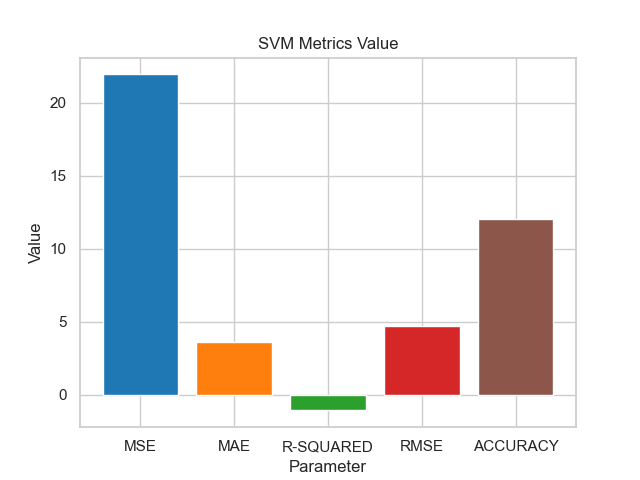 SVM Metrics Value
20
15
10
5
0
Value
MSE MAE R-SQUARED RMSE ACCURACY
Parameter